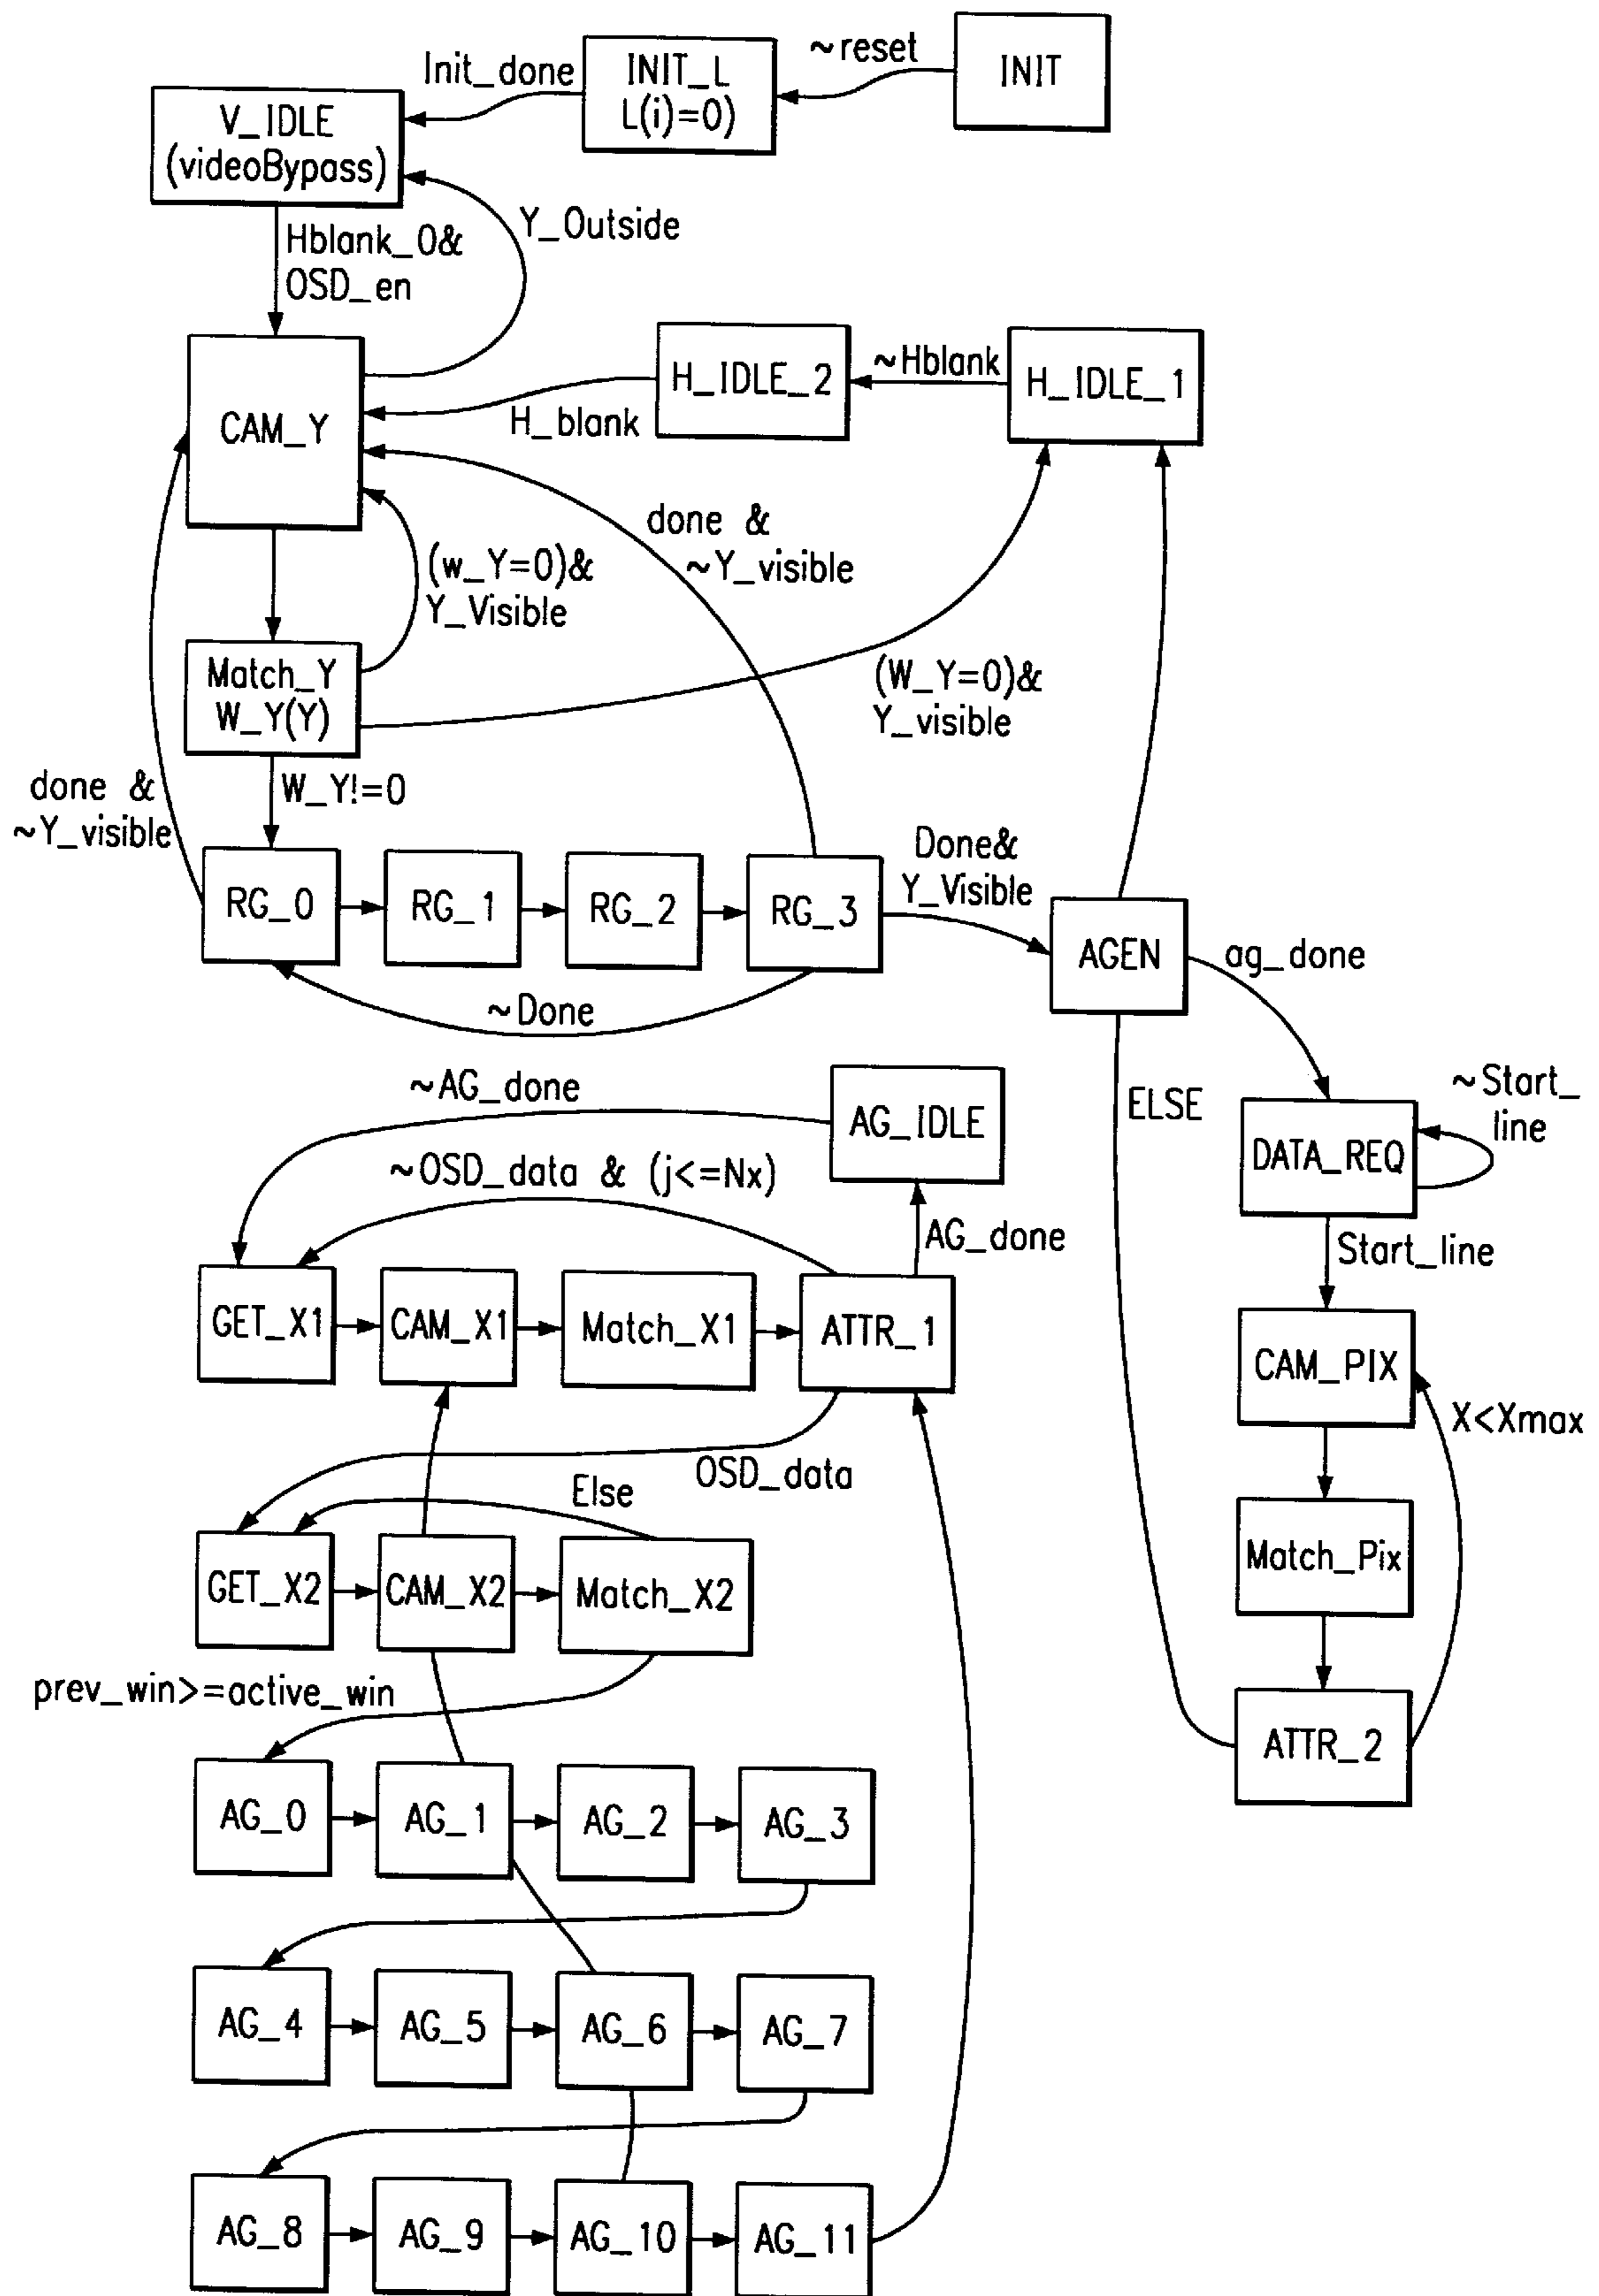 ~reset
INIT
Init_done
INIT_L
L(i)=0)
V_IDLE
(videoBypass)
Hblank_0&
OSD_en
Y_Outside
CAM_Y
H_blank
H_IDLE_2
~Hblank
H_IDLE_1
(w_Y=0)&
Y_Visible
done &
~Y_visible
Match_Y
W_Y(Y)
(W_Y=0)&
Y_visible
done &
~Y_visible
W_Y!=0
RG_0
RG_1
RG_2
RG_3
Done&
Y_Visible
~Done
AGEN
ag_done
ELSE
~Start_
line
DATA_REQ
Start_line
CAM_PIX
X<Xmax
Match_Pix
ATTR_2
~AG_done
AG_IDLE
~OSD_data & (j<=Nx)
AG_done
GET_X1
CAM_X1
Match_X1
ATTR_1
OSD_data
Else
GET_X2
CAM_X2
Match_X2
prev_win>=active_win
AG_0
AG_1
AG_2
AG_3
AG_4
AG_5
AG_6
AG_7
AG_8
AG_9
AG_10
AG_11